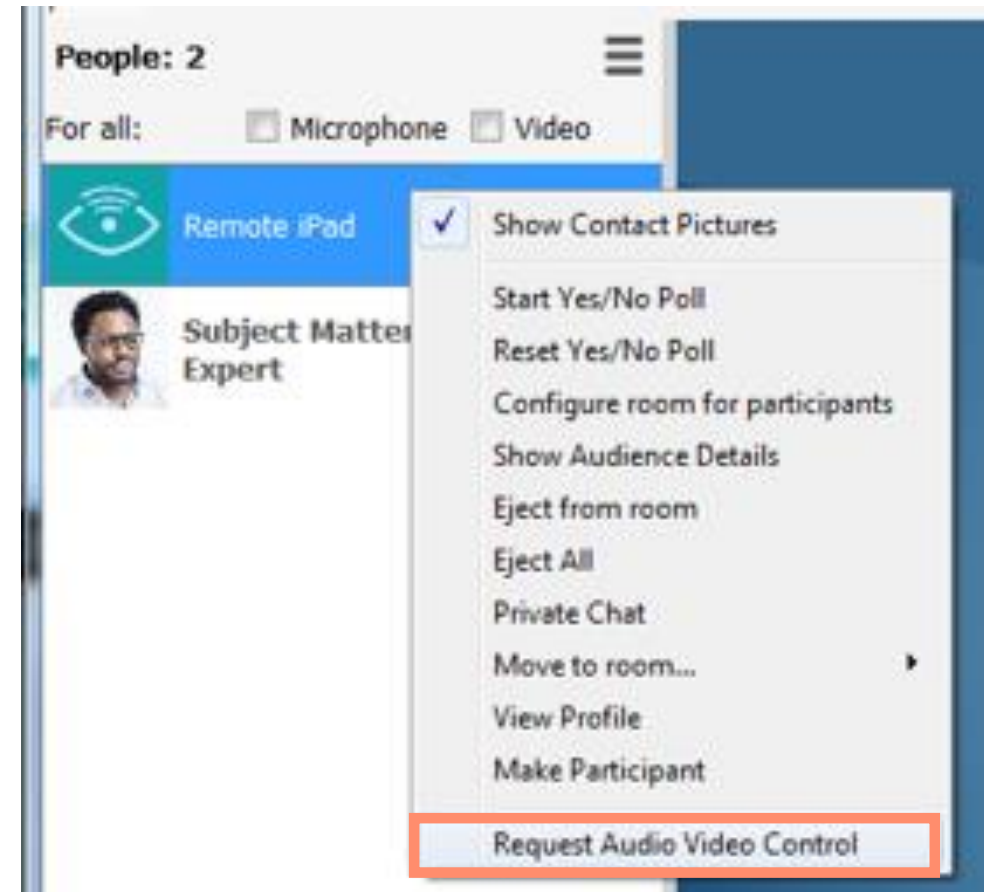 People: 2
For all: Microphone Video
Remote iPad
Subject Matter
Expert
Show Contact Pictures
Start Yes/No Poll
Reset Yes/No Poll
Configure room for participants
Show Audience Details
Eject from room
Eject All
Private Chat
Move to room...
View Profile
Make Participant
Request Audio Video Control